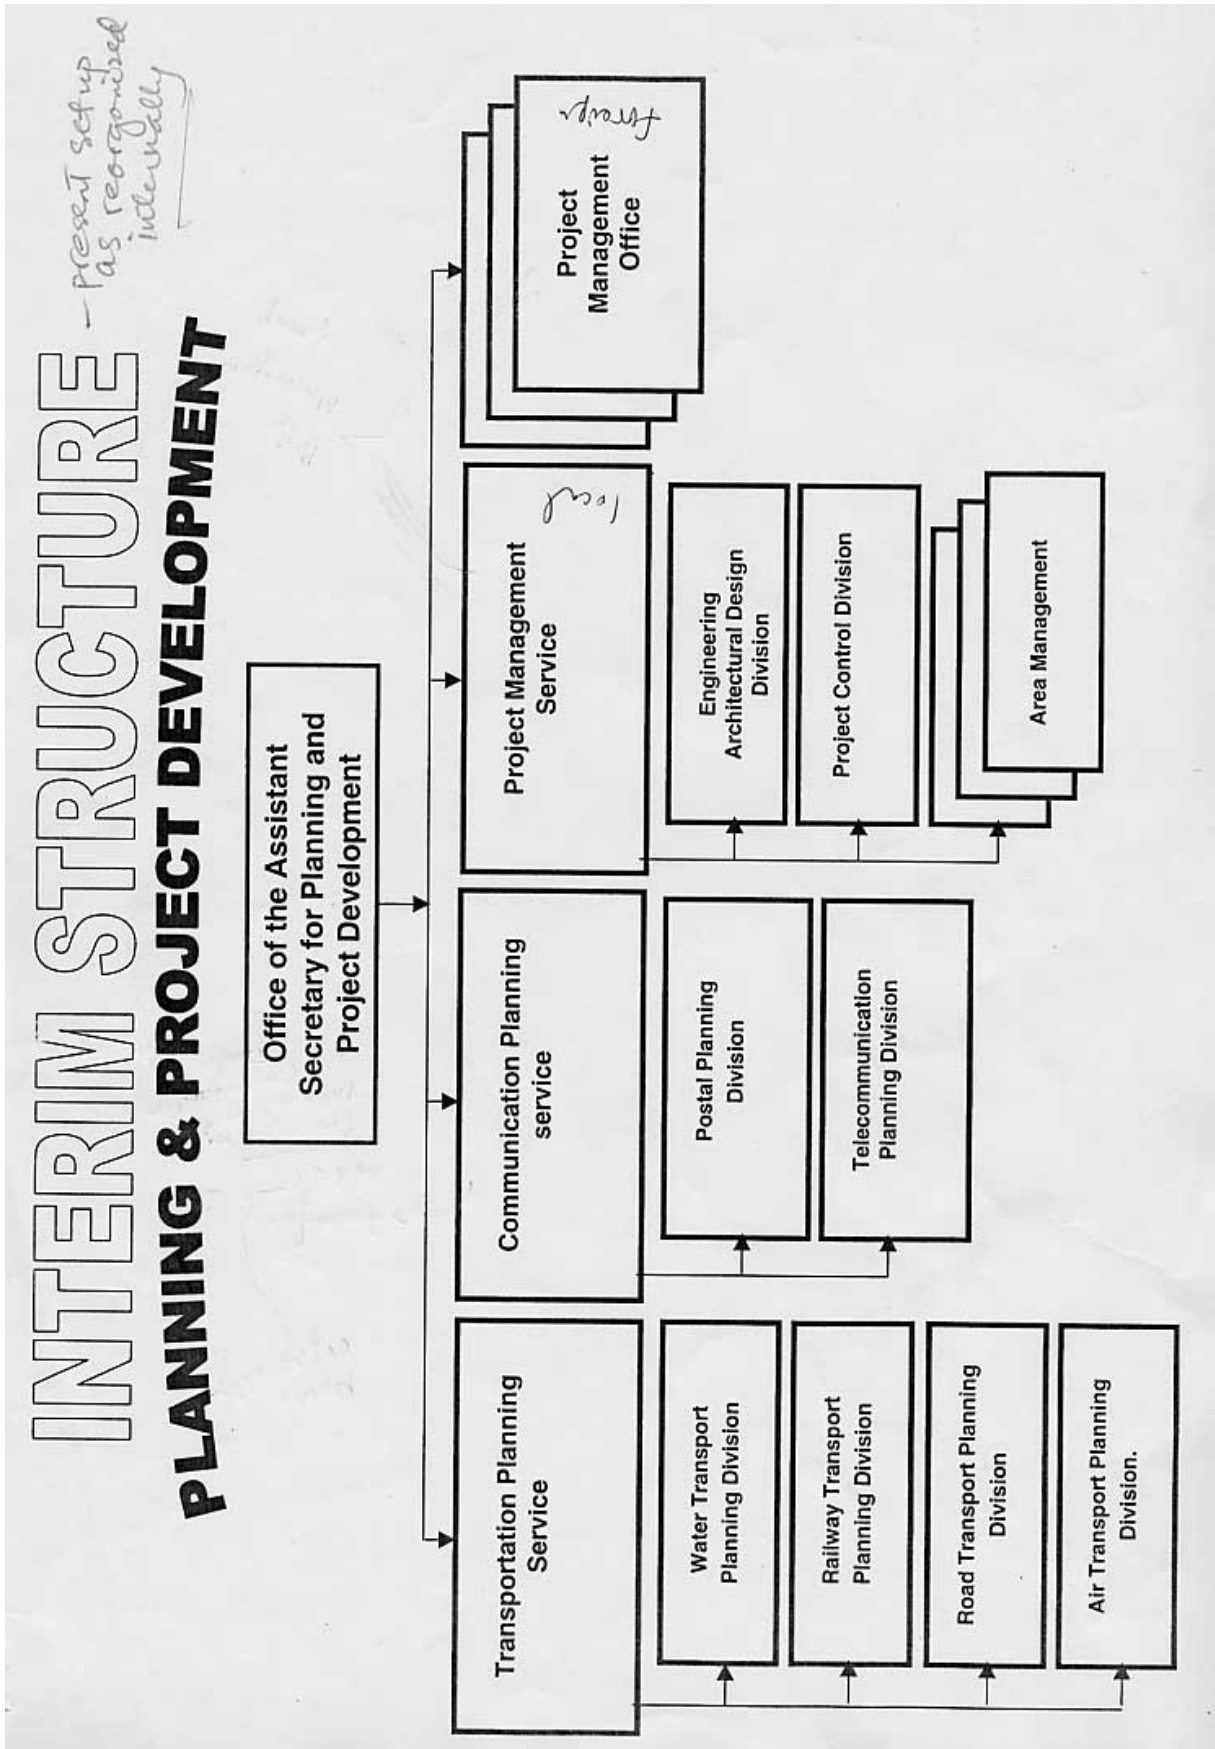 INTERIM STRUCTURE
– present set up
as reorganized
internally
PLANNING & PROJECT DEVELOPMENT
Office of the Assistant
Secretary for Planning and
Project Development
Transportation Planning
Service
Water Transport
Planning Division
Railway Transport
Planning Division
Road Transport Planning
Division
Air Transport Planning
Division.
Communication Planning
service
Postal Planning
Division
Telecommunication
Planning Division
Project Management
Service
local
Engineering
Architectural Design
Division
Project Control Division
Area Management
Project
Management
Office
foreign